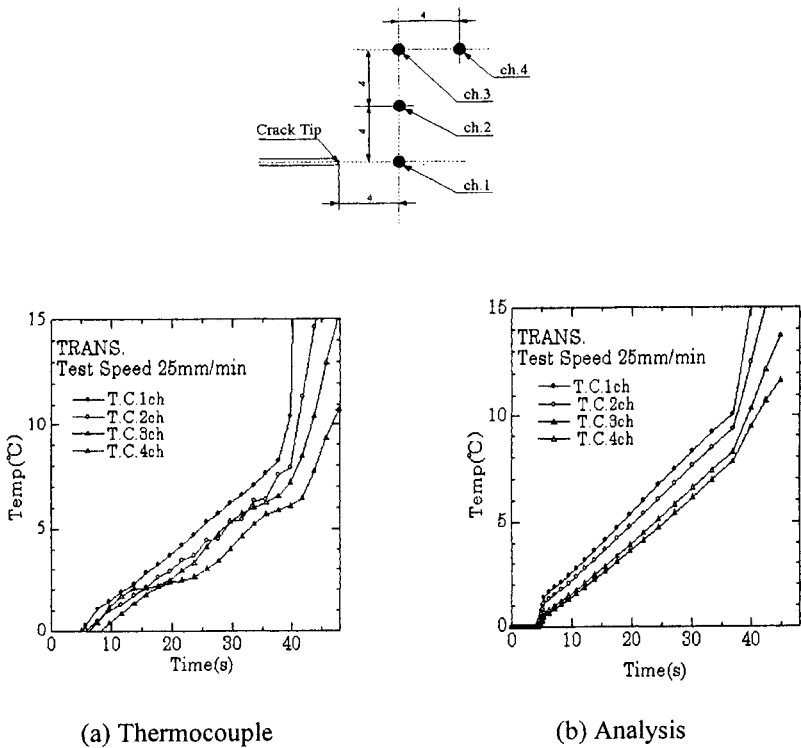 4
ch.4
ch.3
4
ch.2
4
Crack Tip
ch.1
4
15
TRANS.
Test Speed 25mm/min
T.C.1ch
T.C.2ch
T.C.3ch
T.C.4ch
10
5
0
Temp(℃)
0 10 20 30 40
Time(s)
(a) Thermocouple
15
TRANS.
Test Speed 25mm/min
T.C.1ch
T.C.2ch
T.C.3ch
T.C.4ch
10
5
0
Temp(℃)
0 10 20 30 40
Time(s)
(b) Analysis